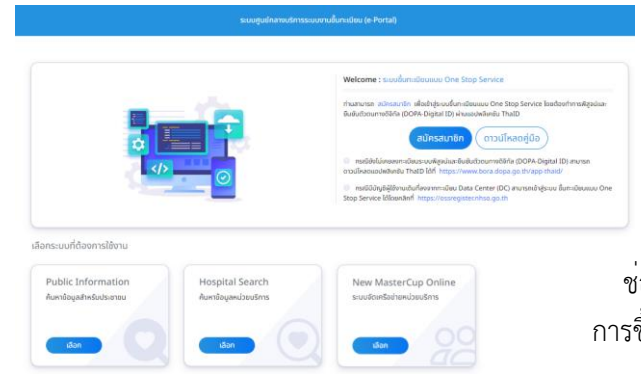 ระบบศูนย์กลางบริการระบบงานขึ้นทะเบียน (e-Portal)
Welcome : ระบบขึ้นทะเบียนแบบ One Stop Service
ท่านสามารถ สมัครสมาชิก เพื่อเข้าสู่ระบบขึ้นทะเบียนแบบ One Stop Service โดยต้องทำการพิสูจน์และ
ยืนยันตัวตนทางดิจิทัล (DOPA-Digital ID) ผ่านแอปพลิเคชัน ThaID
สมัครสมาชิก ดาวน์โหลดคู่มือ
กรณียังไม่เคยลงทะเบียนระบบพิสูจน์และยืนยันตัวตนทางดิจิทัล (DOPA-Digital ID) สามารถ
ดาวน์โหลดแอปพลิเคชัน ThaID ได้ที่ https://www.bora.dopa.go.th/app-thaid/
กรณีมีบัญชีผู้ใช้งานเดิมที่ลงทะเบียน Data Center (DC) สามารถเข้าสู่ระบบ ขึ้นทะเบียนแบบ One
Stop Service ได้โดยคลิกที่ https://ossregister.nhso.go.th
เลือกระบบที่ต้องการใช้งาน
Public Information
ค้นหาข้อมูลสำหรับประชาชน
เลือก
Hospital Search
ค้นหาข้อมูลหน่วยบริการ
เลือก
New MasterCup Online
ระบบจัดเครือข่ายหน่วยบริการ
เลือก